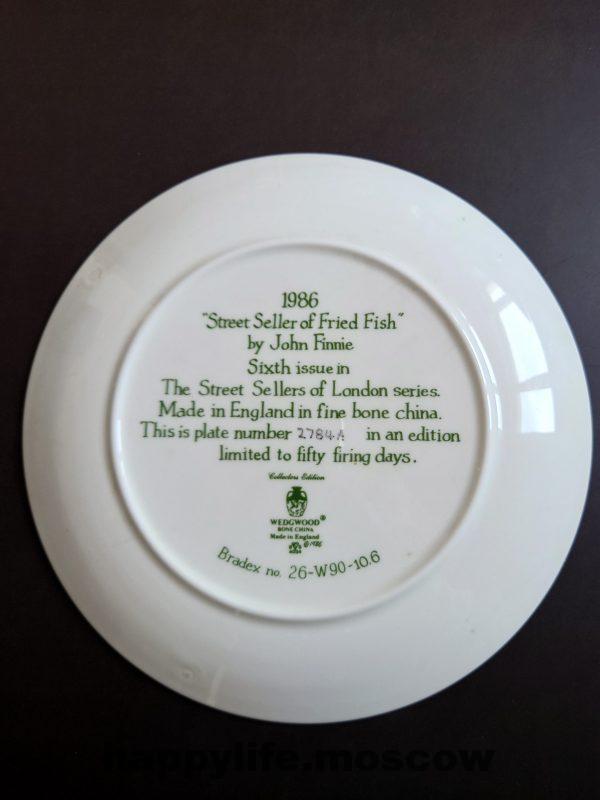 1986
"Street Seller of Fried Fish"
by John Finnie
Sixth issue in
The Street Sellers of London series.
Made in England in fine bone china.
This is plate number 2784A in an edition
limited to fifty firing days.
Collectors Edition
WEDGWOOD®
BONE CHINA
Made in England
© 1986
Bradex no. 26-W90-10.6
happylife.moscow